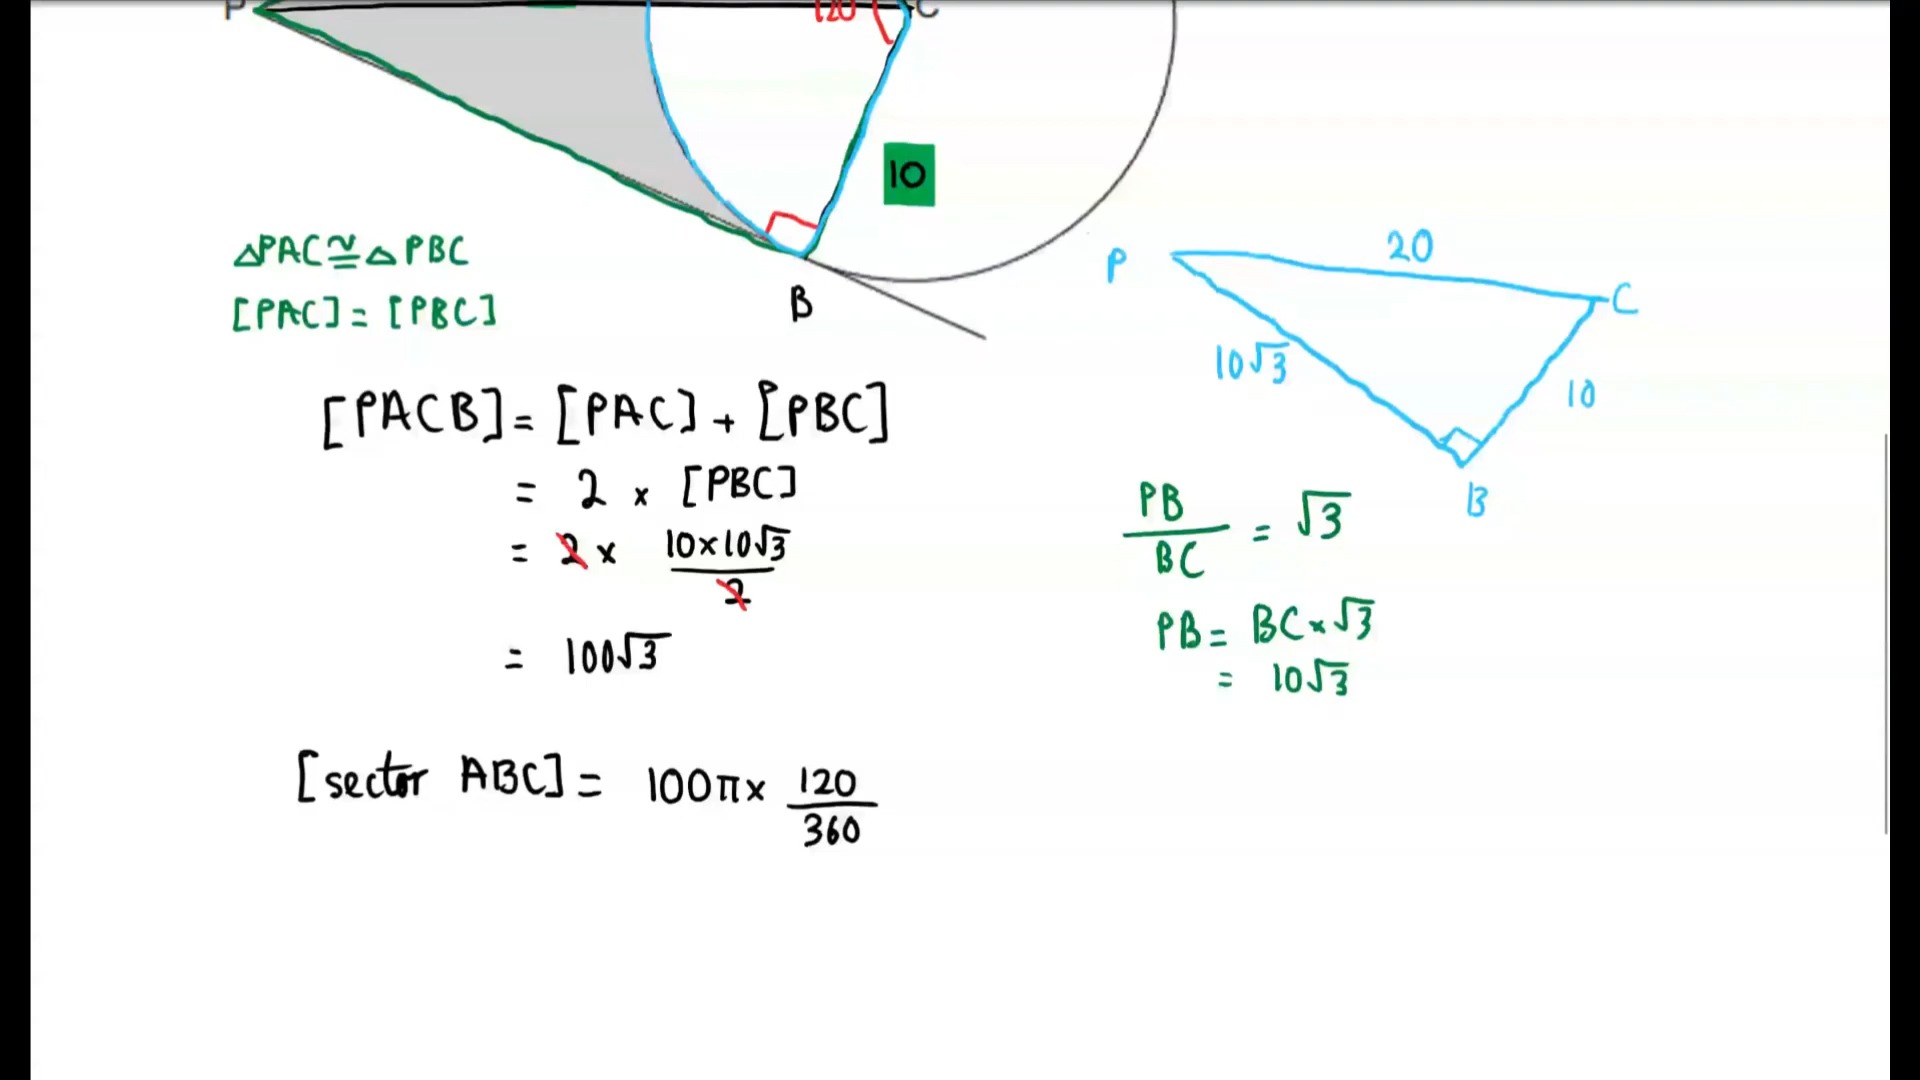 P 120 C
10
△PAC ≅ △PBC
[PAC] = [PBC]
B
P 20 C
10√3 10
B
[PACB] = [PAC] + [PBC]
= 2 × [PBC]
= 2 × 10×10√3 / 2
= 100√3
PB / BC = √3
PB = BC × √3
= 10√3
[sector ABC] = 100π × 120 / 360